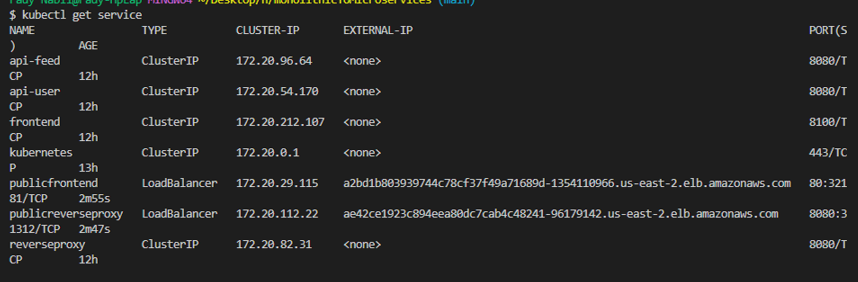 Fady Nabil@Fady-HpLap MINGW64 ~/Desktop/n/MonolithicToMicroservices (main)
$ kubectl get service
NAME TYPE CLUSTER-IP EXTERNAL-IP PORT(S
) AGE
api-feed ClusterIP 172.20.96.64 <none> 8080/T
CP 12h
api-user ClusterIP 172.20.54.170 <none> 8080/T
CP 12h
frontend ClusterIP 172.20.212.107 <none> 8100/T
CP 12h
kubernetes ClusterIP 172.20.0.1 <none> 443/TC
P 13h
publicfrontend LoadBalancer 172.20.29.115 a2bd1b803939744c78cf37f49a71689d-1354110966.us-east-2.elb.amazonaws.com 80:321
81/TCP 2m55s
publicreverseproxy LoadBalancer 172.20.112.22 ae42ce1923c894eea80dc7cab4c48241-96179142.us-east-2.elb.amazonaws.com 8080:3
1312/TCP 2m47s
reverseproxy ClusterIP 172.20.82.31 <none> 8080/T
CP 12h